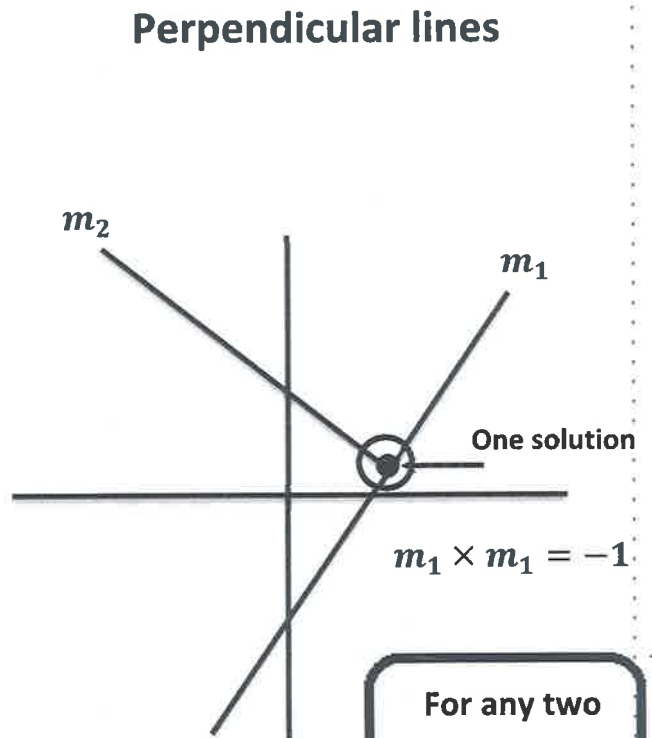 Perpendicular lines
m₂
m₁
One solution
m₁ × m₁ = −1
For any two